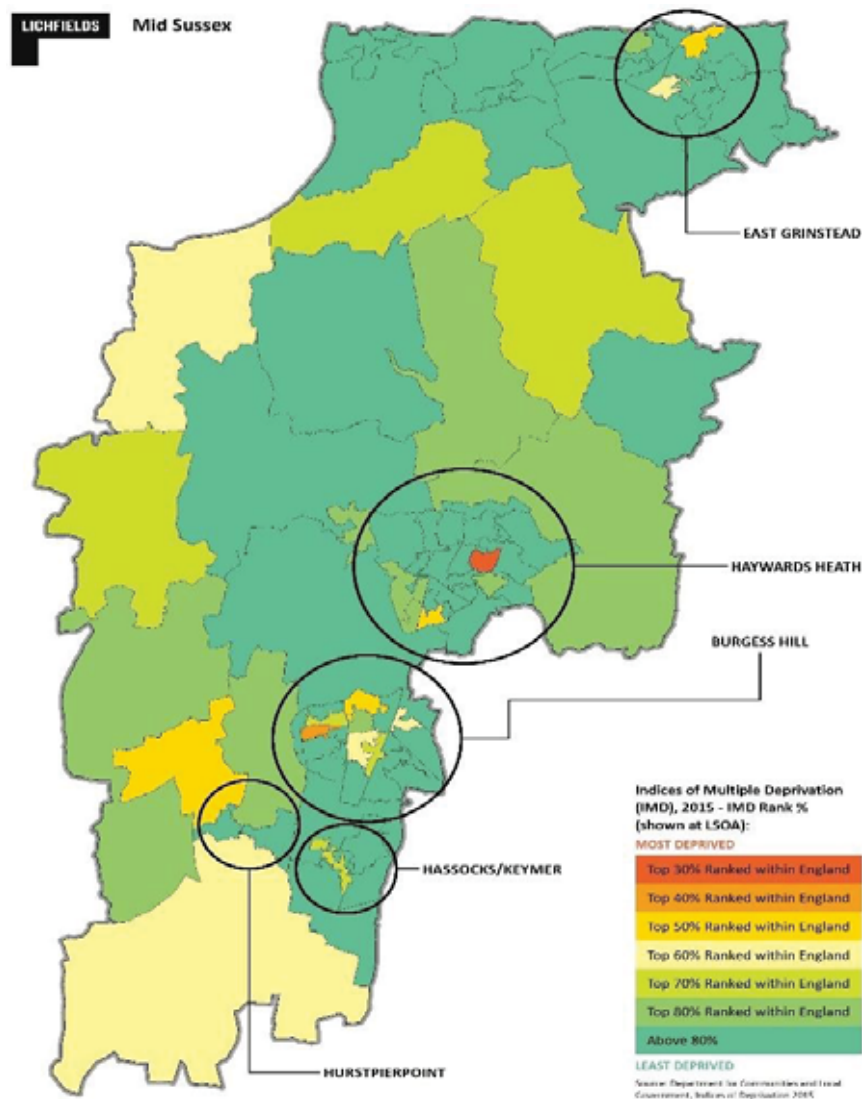 LICHFIELDS
Mid Sussex
EAST GRINSTEAD
HAYWARDS HEATH
BURGESS HILL
HASSOCKS/KEYMER
HURSTPIERPOINT
Indices of Multiple Deprivation
(IMD), 2015 - IMD Rank %
(shown at LSOA):
MOST DEPRIVED
Top 30% Ranked within England
Top 40% Ranked within England
Top 50% Ranked within England
Top 60% Ranked within England
Top 70% Ranked within England
Top 80% Ranked within England
Above 80%
LEAST DEPRIVED
Source: Department for Communities and Local
Government, Indices of Deprivation 2015